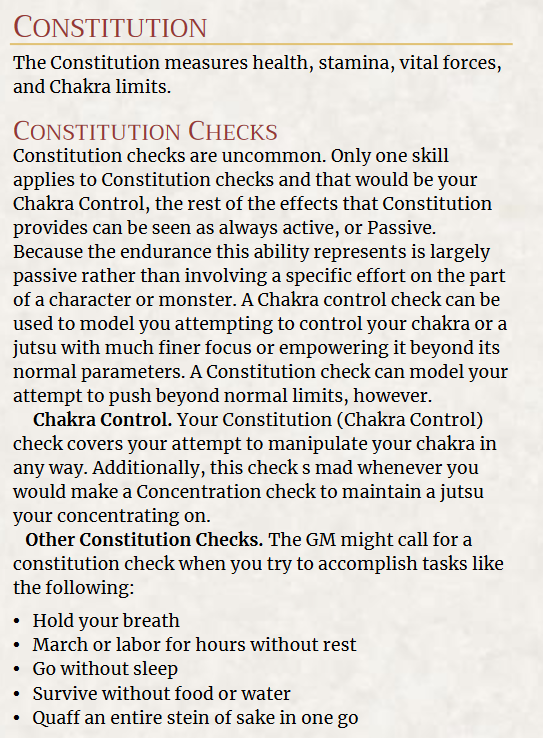 CONSTITUTION
The Constitution measures health, stamina, vital forces,
and Chakra limits.
CONSTITUTION CHECKS
Constitution checks are uncommon. Only one skill
applies to Constitution checks and that would be your
Chakra Control, the rest of the effects that Constitution
provides can be seen as always active, or Passive.
Because the endurance this ability represents is largely
passive rather than involving a specific effort on the part
of a character or monster. A Chakra control check can be
used to model you attempting to control your chakra or a
jutsu with much finer focus or empowering it beyond its
normal parameters. A Constitution check can model your
attempt to push beyond normal limits, however.
Chakra Control. Your Constitution (Chakra Control)
check covers your attempt to manipulate your chakra in
any way. Additionally, this check s mad whenever you
would make a Concentration check to maintain a jutsu
your concentrating on.
Other Constitution Checks. The GM might call for a
constitution check when you try to accomplish tasks like
the following:
• Hold your breath
• March or labor for hours without rest
• Go without sleep
• Survive without food or water
• Quaff an entire stein of sake in one go